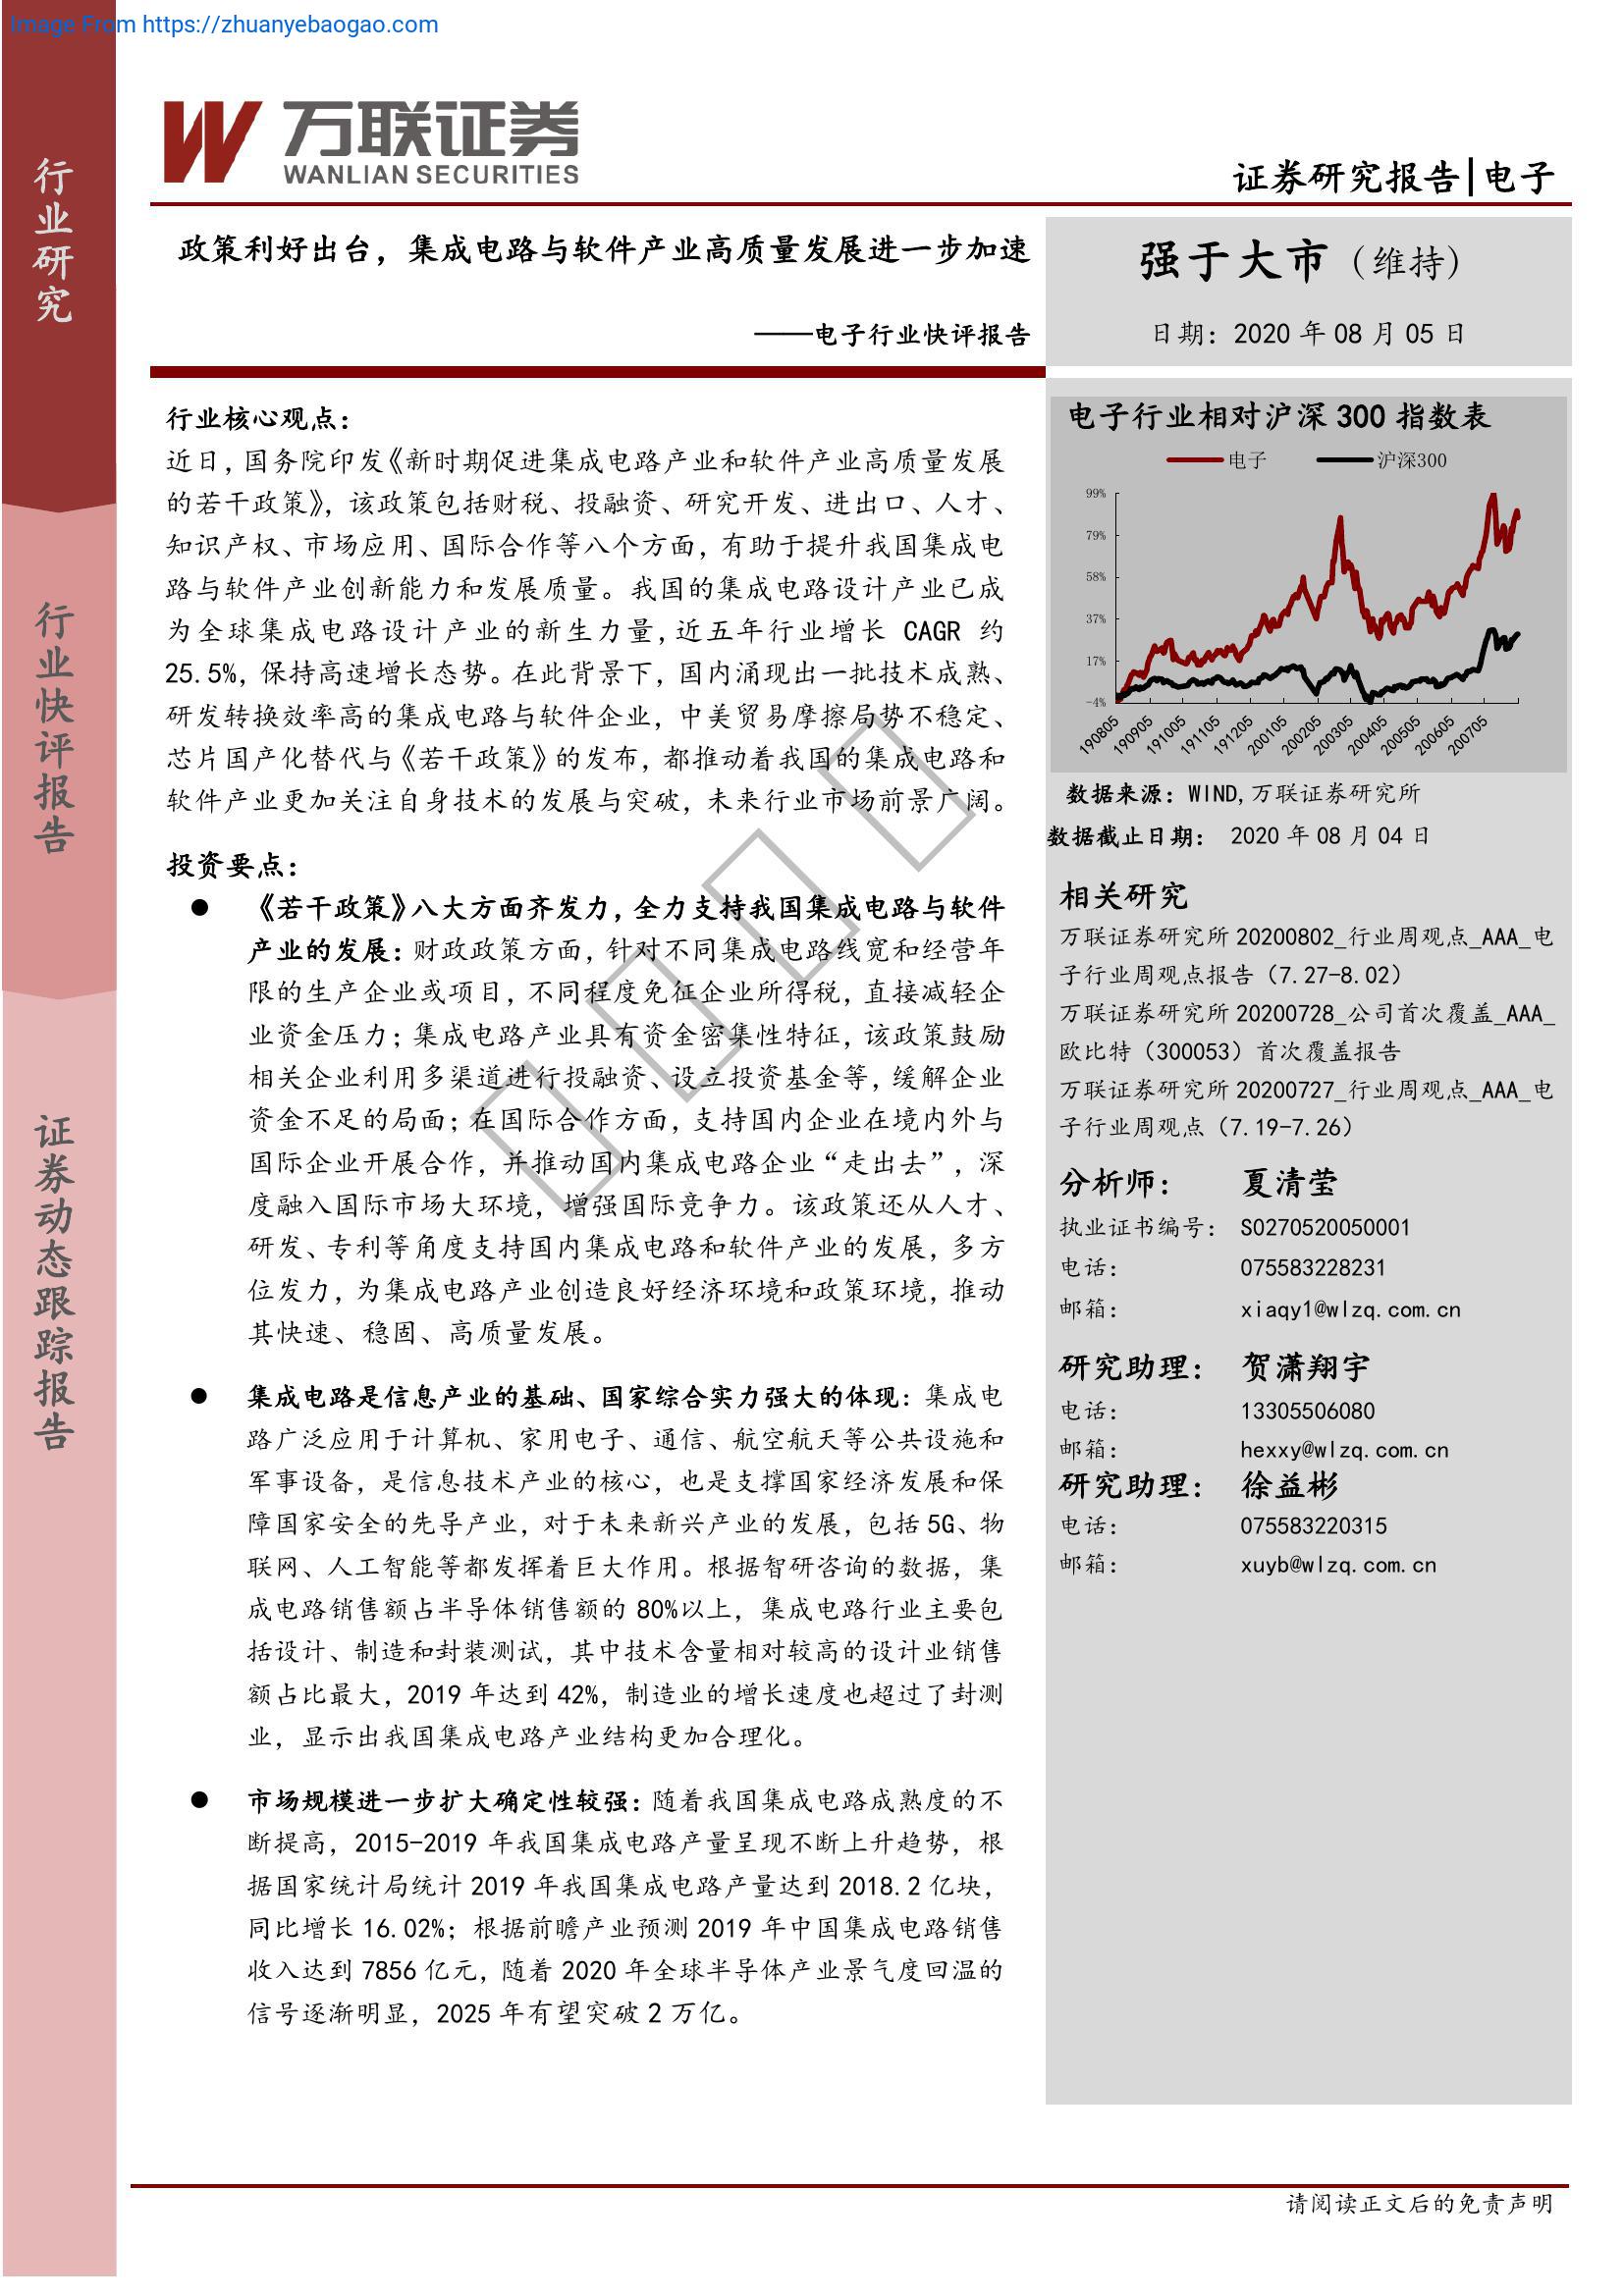 Image From https://zhuanyebaogao.com
行业研究
行业快评报告
证券动态跟踪报告
万联证券
WANLIAN SECURITIES
证券研究报告|电子
政策利好出台，集成电路与软件产业高质量发展进一步加速
——电子行业快评报告
强于大市（维持）
日期：2020 年 08 月 05 日
行业核心观点：
近日，国务院印发《新时期促进集成电路产业和软件产业高质量发展
的若干政策》，该政策包括财税、投融资、研究开发、进出口、人才、
知识产权、市场应用、国际合作等八个方面，有助于提升我国集成电
路与软件产业创新能力和发展质量。我国的集成电路设计产业已成
为全球集成电路设计产业的新生力量，近五年行业增长 CAGR 约
25.5%，保持高速增长态势。在此背景下，国内涌现出一批技术成熟、
研发转换效率高的集成电路与软件企业，中美贸易摩擦局势不稳定、
芯片国产化替代与《若干政策》的发布，都推动着我国的集成电路和
软件产业更加关注自身技术的发展与突破，未来行业市场前景广阔。
投资要点：
● 《若干政策》八大方面齐发力，全力支持我国集成电路与软件
产业的发展：财政政策方面，针对不同集成电路线宽和经营年
限的生产企业或项目，不同程度免征企业所得税，直接减轻企
业资金压力；集成电路产业具有资金密集性特征，该政策鼓励
相关企业利用多渠道进行投融资、设立投资基金等，缓解企业
资金不足的局面；在国际合作方面，支持国内企业在境内外与
国际企业开展合作，并推动国内集成电路企业“走出去”，深
度融入国际市场大环境，增强国际竞争力。该政策还从人才、
研发、专利等角度支持国内集成电路和软件产业的发展，多方
位发力，为集成电路产业创造良好经济环境和政策环境，推动
其快速、稳固、高质量发展。
● 集成电路是信息产业的基础、国家综合实力强大的体现：集成电
路广泛应用于计算机、家用电子、通信、航空航天等公共设施和
军事设备，是信息技术产业的核心，也是支撑国家经济发展和保
障国家安全的先导产业，对于未来新兴产业的发展，包括 5G、物
联网、人工智能等都发挥着巨大作用。根据智研咨询的数据，集
成电路销售额占半导体销售额的 80%以上，集成电路行业主要包
括设计、制造和封装测试，其中技术含量相对较高的设计业销售
额占比最大，2019 年达到 42%，制造业的增长速度也超过了封测
业，显示出我国集成电路产业结构更加合理化。
● 市场规模进一步扩大确定性较强：随着我国集成电路成熟度的不
断提高，2015-2019 年我国集成电路产量呈现不断上升趋势，根
据国家统计局统计 2019 年我国集成电路产量达到 2018.2 亿块，
同比增长 16.02%；根据前瞻产业预测 2019 年中国集成电路销售
收入达到 7856 亿元，随着 2020 年全球半导体产业景气度回温的
信号逐渐明显，2025 年有望突破 2 万亿。
电子行业相对沪深 300 指数表
电子 沪深300
99%
79%
58%
37%
17%
-4%
190805 190905 191005 191105 191205 200105 200205 200305 200405 200505 200605 200705
数据来源：WIND,万联证券研究所
数据截止日期： 2020 年 08 月 04 日
相关研究
万联证券研究所 20200802_行业周观点_AAA_电
子行业周观点报告（7.27-8.02）
万联证券研究所 20200728_公司首次覆盖_AAA_
欧比特（300053）首次覆盖报告
万联证券研究所 20200727_行业周观点_AAA_电
子行业周观点（7.19-7.26）
分析师： 夏清莹
执业证书编号： S0270520050001
电话： 075583228231
邮箱： xiaqy1@wlzq.com.cn
研究助理： 贺潇翔宇
电话： 13305506080
邮箱： hexxy@wlzq.com.cn
研究助理： 徐益彬
电话： 075583220315
邮箱： xuyb@wlzq.com.cn
请阅读正文后的免责声明